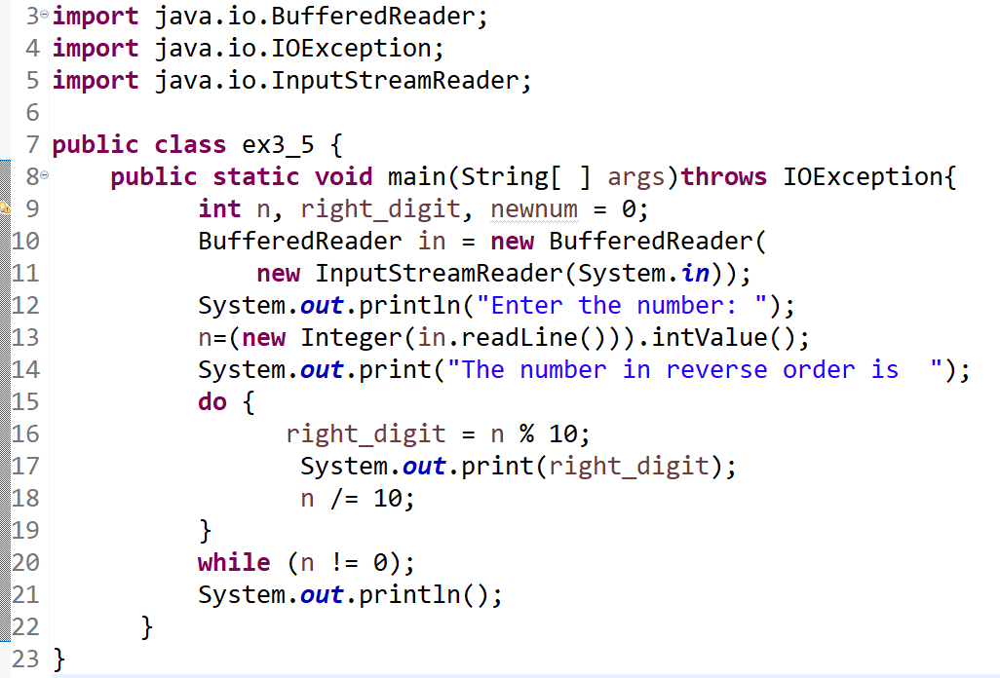 3 import java.io.BufferedReader;
4 import java.io.IOException;
5 import java.io.InputStreamReader;
6
7 public class ex3_5 {
8     public static void main(String[ ] args)throws IOException{
9           int n, right_digit, newnum = 0;
10           BufferedReader in = new BufferedReader(
11               new InputStreamReader(System.in));
12           System.out.println("Enter the number: ");
13           n=(new Integer(in.readLine())).intValue();
14           System.out.print("The number in reverse order is  ");
15           do {
16                 right_digit = n % 10;
17                  System.out.print(right_digit);
18                  n /= 10;
19           }
20           while (n != 0);
21           System.out.println();
22       }
23 }